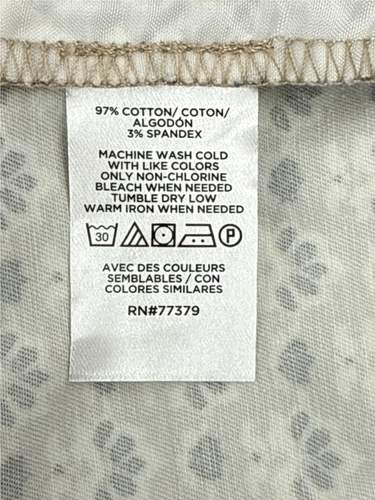 97% COTTON/ COTON/
ALGODÓN
3% SPANDEX
MACHINE WASH COLD
WITH LIKE COLORS
ONLY NON-CHLORINE
BLEACH WHEN NEEDED
TUMBLE DRY LOW
WARM IRON WHEN NEEDED
30 P
AVEC DES COULEURS
SEMBLABLES / CON
COLORES SIMILARES
RN#77379